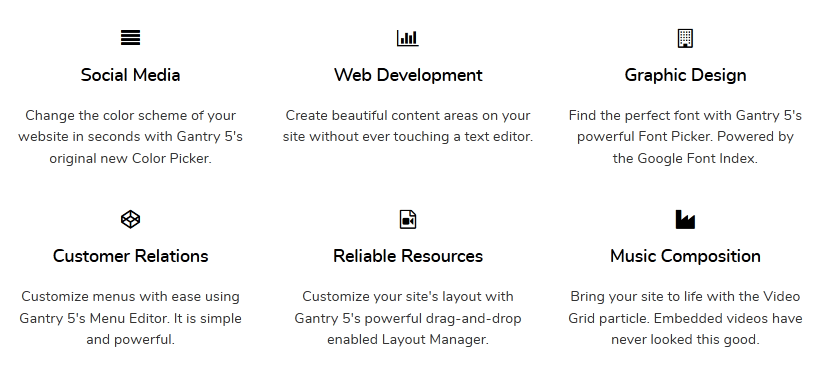 Social Media
Change the color scheme of your
website in seconds with Gantry 5's
original new Color Picker.
Web Development
Create beautiful content areas on your
site without ever touching a text editor.
Graphic Design
Find the perfect font with Gantry 5's
powerful Font Picker. Powered by
the Google Font Index.
Customer Relations
Customize menus with ease using
Gantry 5's Menu Editor. It is simple
and powerful.
Reliable Resources
Customize your site's layout with
Gantry 5's powerful drag-and-drop
enabled Layout Manager.
Music Composition
Bring your site to life with the Video
Grid particle. Embedded videos have
never looked this good.